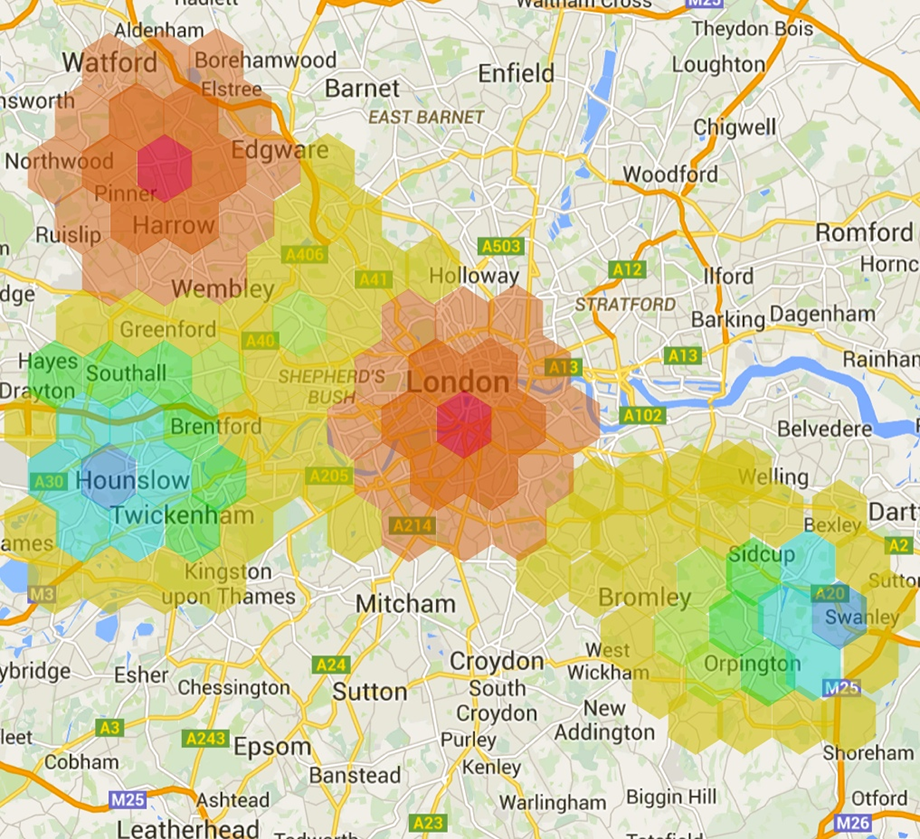 Radlett
Waltham Cross
M25
Aldenham
Theydon Bois
Watford
Borehamwood
Loughton
Enfield
Elstree
Barnet
nsworth
EAST BARNET
Chigwell
Edgware
Northwood
Woodford
Pinner
Harrow
Ruislip
Romford
A503
A406
Hornc
A12
Ilford
A41
Holloway
Wembley
dge
STRATFORD
Dagenham
Barking
Greenford
A40
A13
Hayes
Rainham
A13
Southall
SHEPHERD'S
BUSH
London
Drayton
A102
Brentford
Belvedere
A205
Welling
A30
Hounslow
Twickenham
Dart
A214
Bexley
ames
A2
Sidcup
Kingston
upon Thames
Sutto
M3
A20
Bromley
Mitcham
Swanley
West
Wickham
Croydon
A24
Orpington
ybridge
Esher
Chessington
Sutton
South
Croydon
M25
New
Addington
A3
leet
A243
Epsom
Purley
Shoreham
Cobham
Banstead
Kenley
M25
Ashtead
Warlingham
Biggin Hill
Otford
Leatherhead
A23
M26